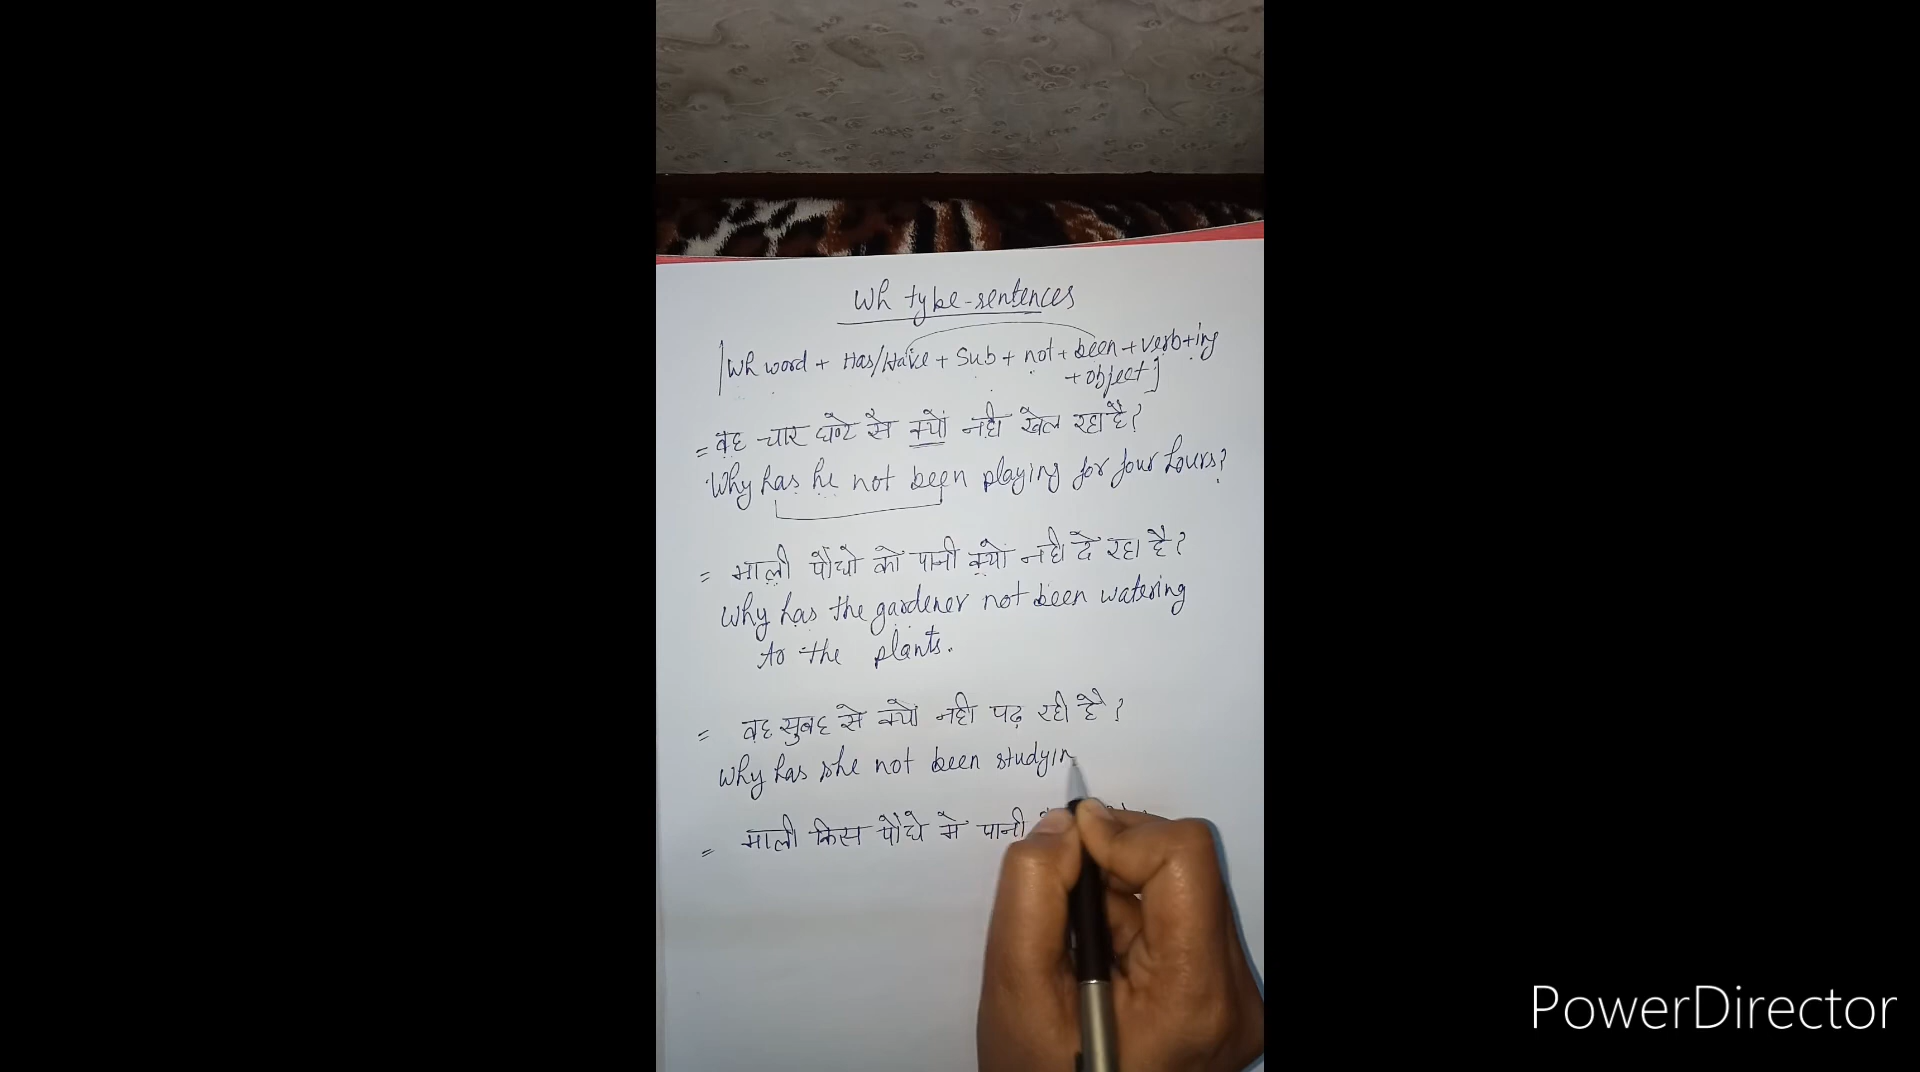 Wh type-sentences
[Wh word + Has/Have + Sub + not + been + verb + ing
+ object]
= वह चार घण्टे से क्यों नही खेल रहा है?
Why has he not been playing for four hours?
= माली पौधो को पानी क्यो नही दे रहा है?
Why has the gardener not been watering
to the plants.
= वह सुबह से क्यो नही पढ़ रही है?
Why has she not been studyin
= माली किस पौधे मे पानी
PowerDirector